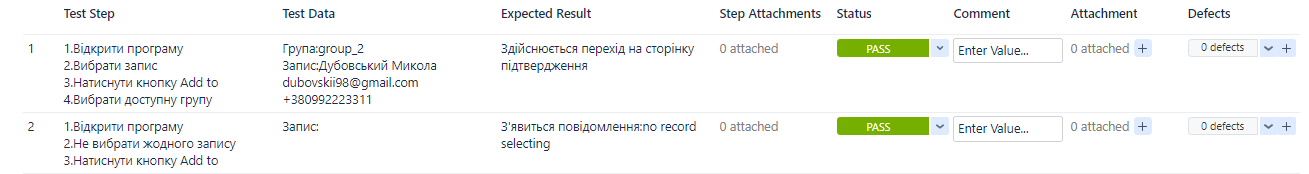 Test Step Test Data Expected Result Step Attachments Status Comment Attachment Defects
1 1.Відкрити програму Група:group_2 Здійснюється перехід на сторінку 0 attached PASS Enter Value... 0 attached + 0 defects +
2.Вибрати запис Запис:Дубовський Микола підтвердження
3.Натиснути кнопку Add to dubovskii98@gmail.com
4.Вибрати доступну групу +380992223311
2 1.Відкрити програму Запис: З'явиться повідомлення:no record 0 attached PASS Enter Value... 0 attached + 0 defects +
2.Не вибрати жодного запису selecting
3.Натиснути кнопку Add to